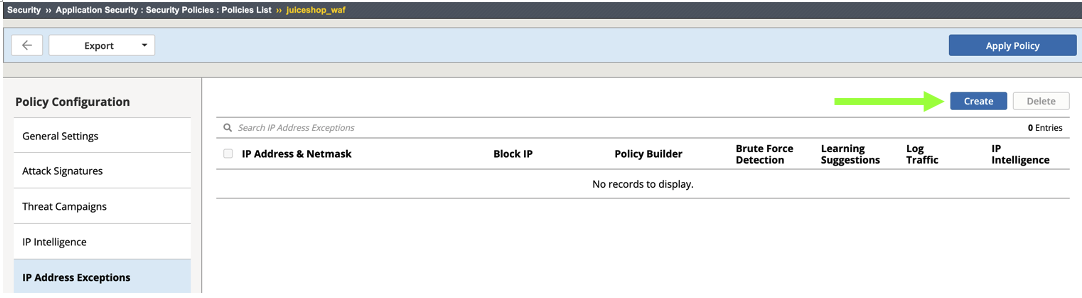 Security ›› Application Security : Security Policies : Policies List ›› juiceshop_waf
Export
Apply Policy
Policy Configuration
Create
Delete
General Settings
Search IP Address Exceptions
0 Entries
IP Address & Netmask
Block IP
Policy Builder
Brute Force
Detection
Learning
Suggestions
Log
Traffic
IP
Intelligence
Attack Signatures
No records to display.
Threat Campaigns
IP Intelligence
IP Address Exceptions